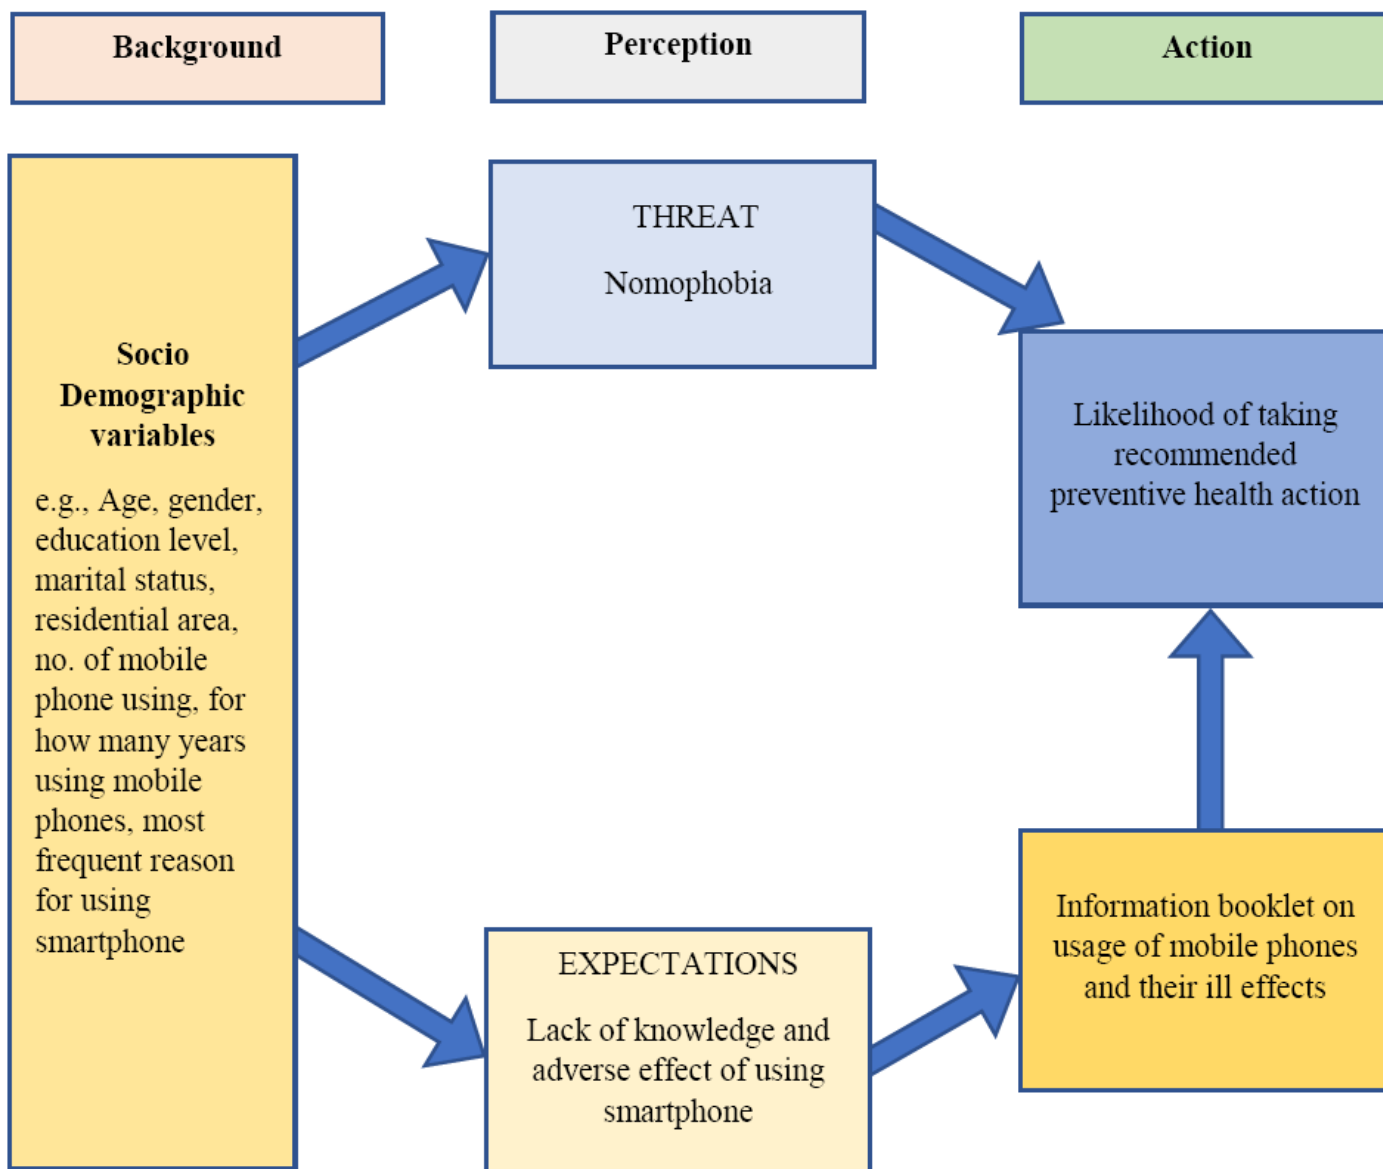 Background
Perception
Action
Socio
Demographic
variables
e.g., Age, gender,
education level,
marital status,
residential area,
no. of mobile
phone using, for
how many years
using mobile
phones, most
frequent reason
for using
smartphone
THREAT
Nomophobia
EXPECTATIONS
Lack of knowledge and
adverse effect of using
smartphone
Likelihood of taking
recommended
preventive health action
Information booklet on
usage of mobile phones
and their ill effects